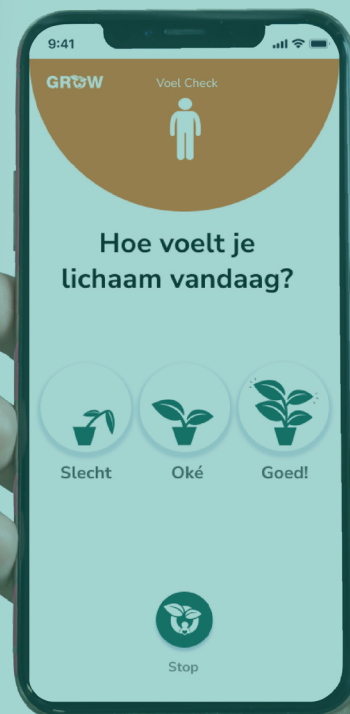 9:41
GROW
Voel Check
Hoe voelt je
lichaam vandaag?
Slecht
Oké
Goed!
Stop